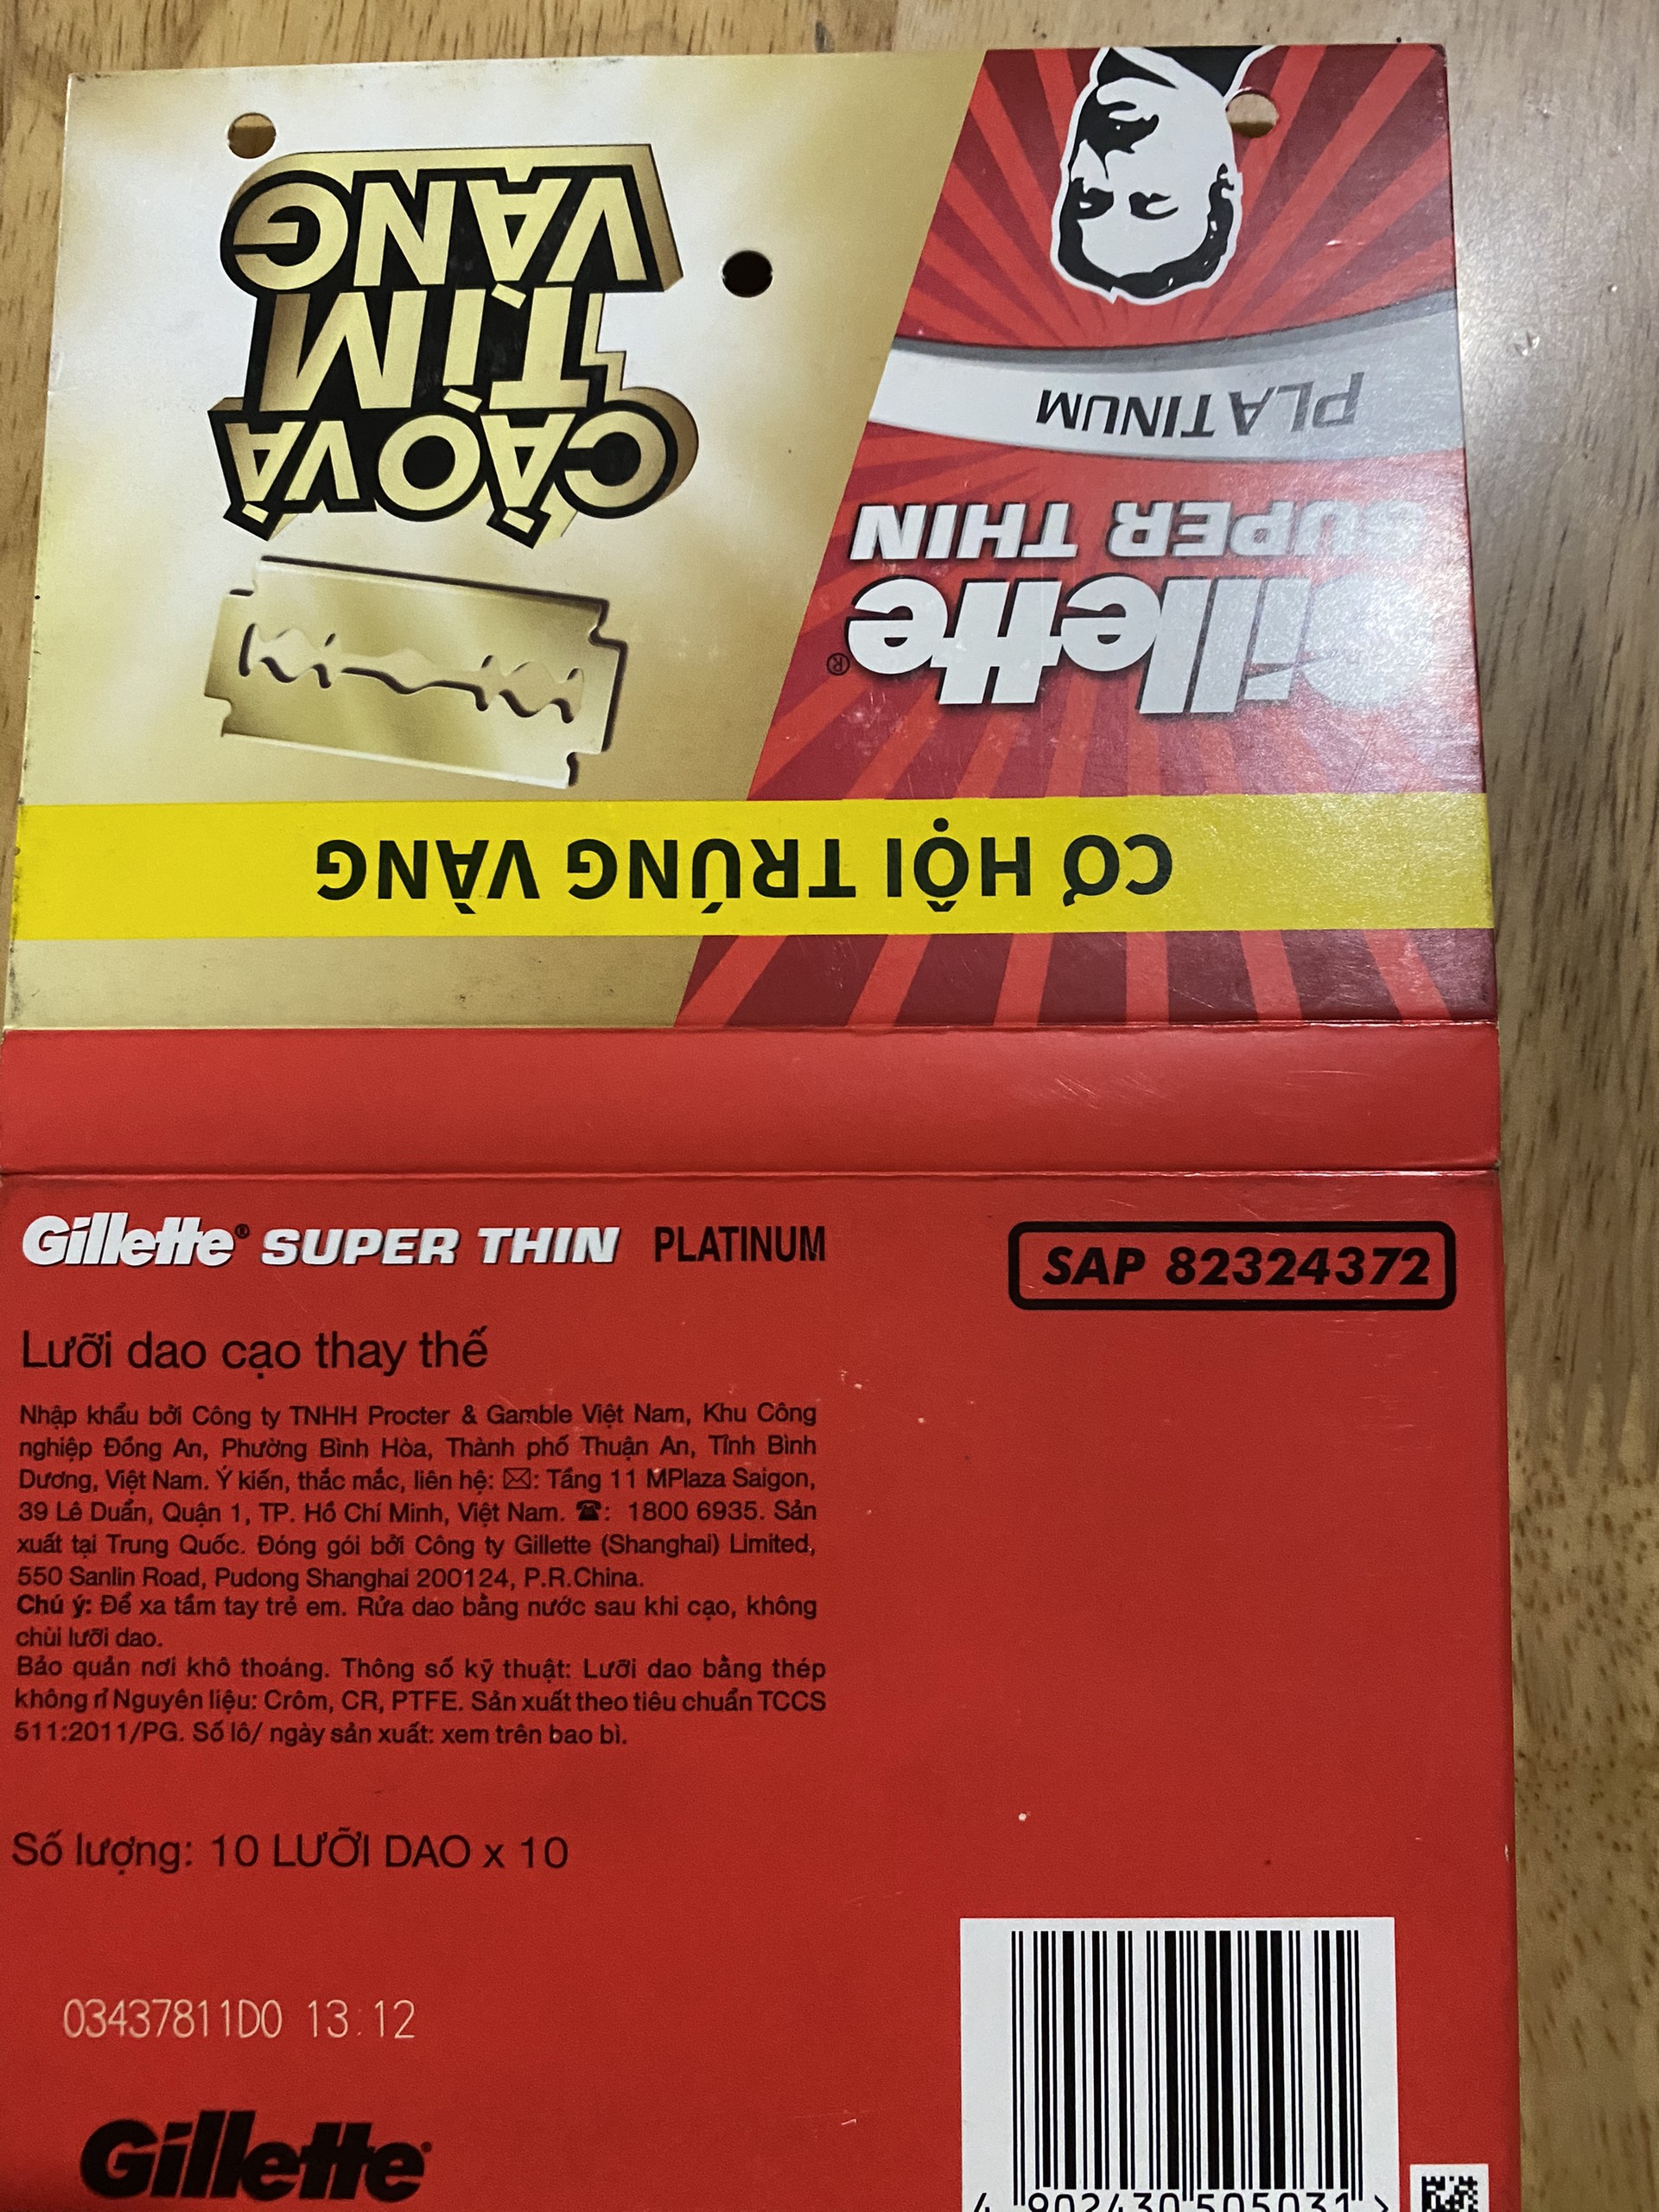 CẠO VÀ
TÌM
VÀNG
Gillette®
SUPER THIN
PLATINUM
CƠ HỘI TRÚNG VÀNG
Gillette® SUPER THIN PLATINUM
SAP 82324372
Lưỡi dao cạo thay thế
Nhập khẩu bởi Công ty TNHH Procter & Gamble Việt Nam, Khu Công
nghiệp Đồng An, Phường Bình Hòa, Thành phố Thuận An, Tỉnh Bình
Dương, Việt Nam. Ý kiến, thắc mắc, liên hệ: ✉: Tầng 11 MPlaza Saigon,
39 Lê Duẩn, Quận 1, TP. Hồ Chí Minh, Việt Nam. ☎: 1800 6935. Sản
xuất tại Trung Quốc. Đóng gói bởi Công ty Gillette (Shanghai) Limited,
550 Sanlin Road, Pudong Shanghai 200124, P.R.China.
Chú ý: Để xa tầm tay trẻ em. Rửa dao bằng nước sau khi cạo, không
chùi lưỡi dao.
Bảo quản nơi khô thoáng. Thông số kỹ thuật: Lưỡi dao bằng thép
không rỉ Nguyên liệu: Crôm, CR, PTFE. Sản xuất theo tiêu chuẩn TCCS
511:2011/PG. Số lô/ ngày sản xuất: xem trên bao bì.
Số lượng: 10 LƯỠI DAO x 10
03437811D0 13:12
Gillette®
4 902430 505031 >